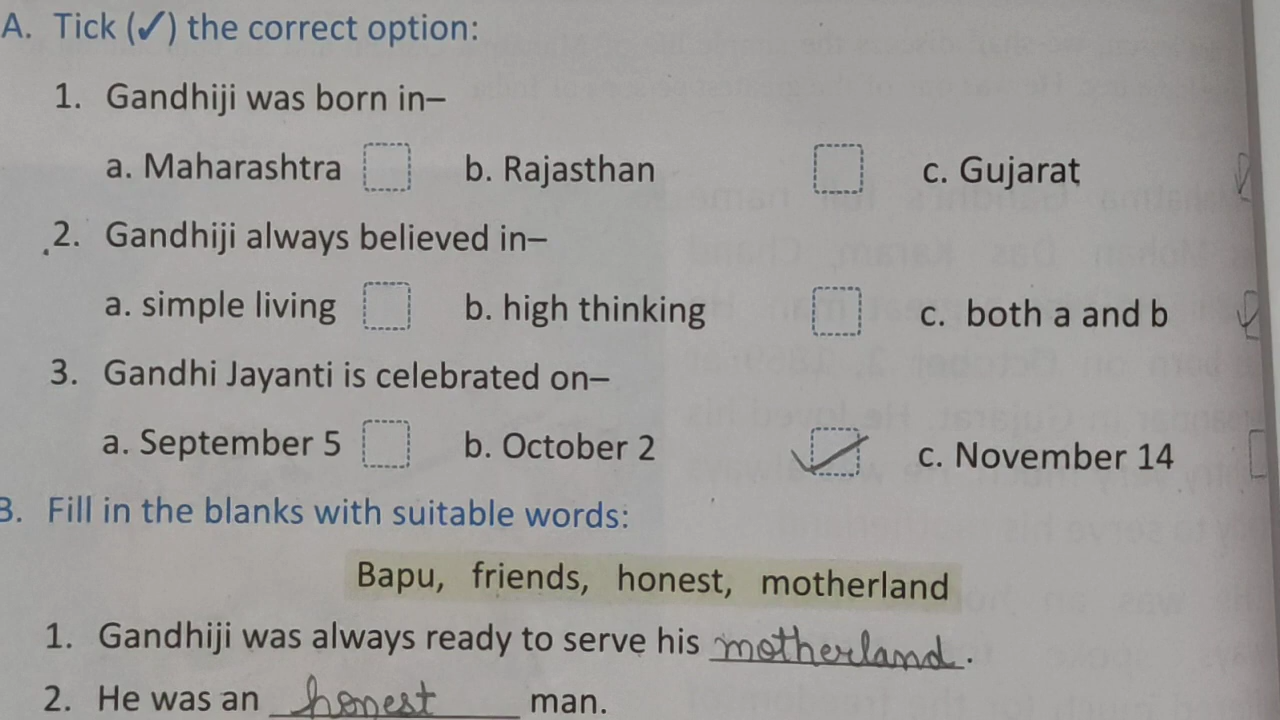 A. Tick (✓) the correct option:
1. Gandhiji was born in–
a. Maharashtra b. Rajasthan c. Gujarat
2. Gandhiji always believed in–
a. simple living b. high thinking c. both a and b
3. Gandhi Jayanti is celebrated on–
a. September 5 b. October 2 ✓ c. November 14
B. Fill in the blanks with suitable words:
Bapu, friends, honest, motherland
1. Gandhiji was always ready to serve his motherland.
2. He was an honest man.